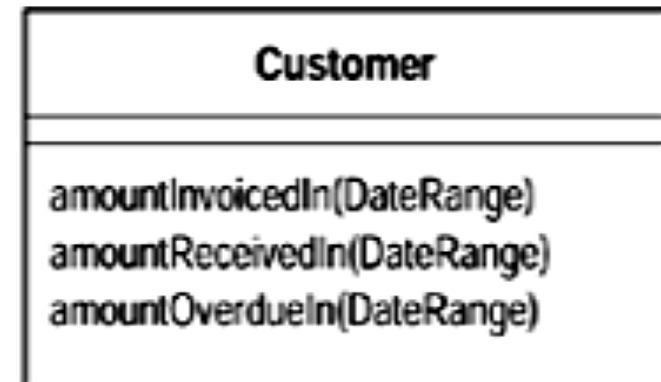 Customer
amountInvoicedIn(DateRange)
amountReceivedIn(DateRange)
amountOverdueIn(DateRange)